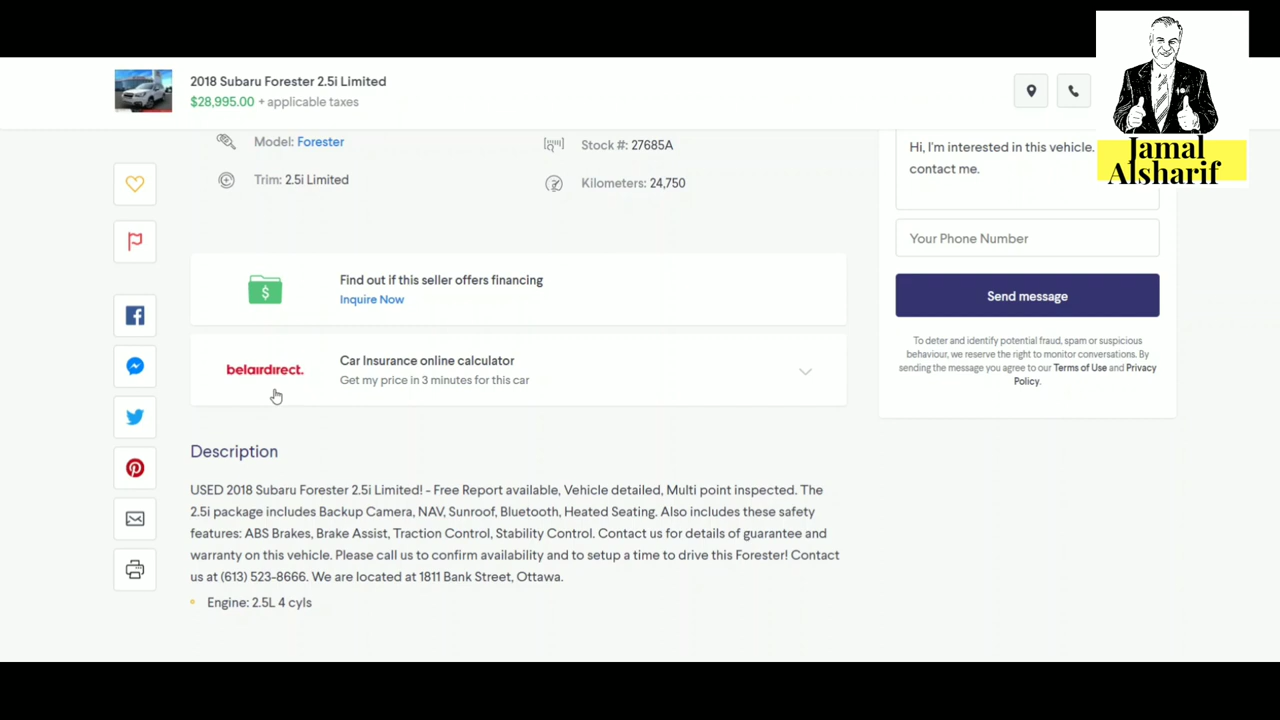 2018 Subaru Forester 2.5i Limited
$28,995.00 + applicable taxes
Jamal
Alsharif
Model: Forester
Stock #: 27685A
Trim: 2.5i Limited
Kilometers: 24,750
Hi, I'm interested in this vehicle.
contact me.
Your Phone Number
Send message
To deter and identify potential fraud, spam or suspicious
behaviour, we reserve the right to monitor conversations. By
sending the message you agree to our Terms of Use and Privacy
Policy.
Find out if this seller offers financing
Inquire Now
belairdirect.
Car Insurance online calculator
Get my price in 3 minutes for this car
Description
USED 2018 Subaru Forester 2.5i Limited! - Free Report available, Vehicle detailed, Multi point inspected. The
2.5i package includes Backup Camera, NAV, Sunroof, Bluetooth, Heated Seating. Also includes these safety
features: ABS Brakes, Brake Assist, Traction Control, Stability Control. Contact us for details of guarantee and
warranty on this vehicle. Please call us to confirm availability and to setup a time to drive this Forester! Contact
us at (613) 523-8666. We are located at 1811 Bank Street, Ottawa.
Engine: 2.5L 4 cyls